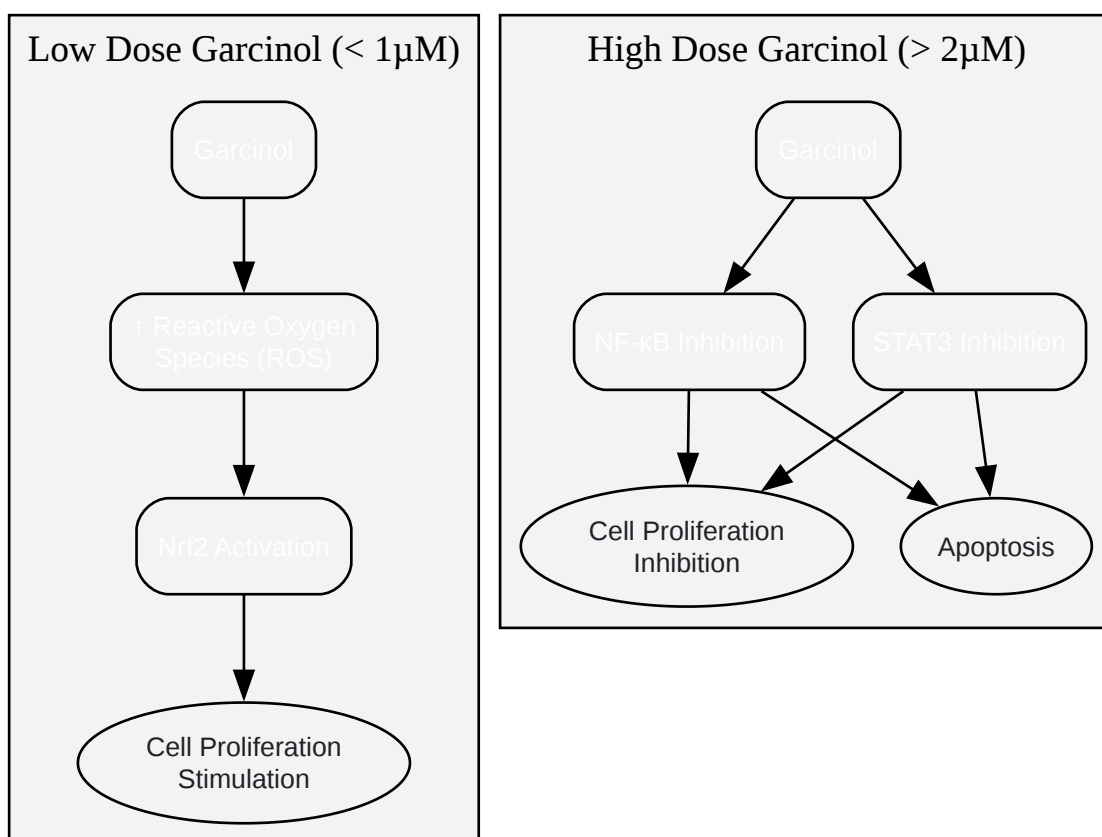 Low Dose Garcinol (< 1µM)
Garcinol
↑ Reactive Oxygen
Species (ROS)
Nrf2 Activation
Cell Proliferation
Stimulation
High Dose Garcinol (> 2µM)
Garcinol
NF-κB Inhibition
STAT3 Inhibition
Cell Proliferation
Inhibition
Apoptosis